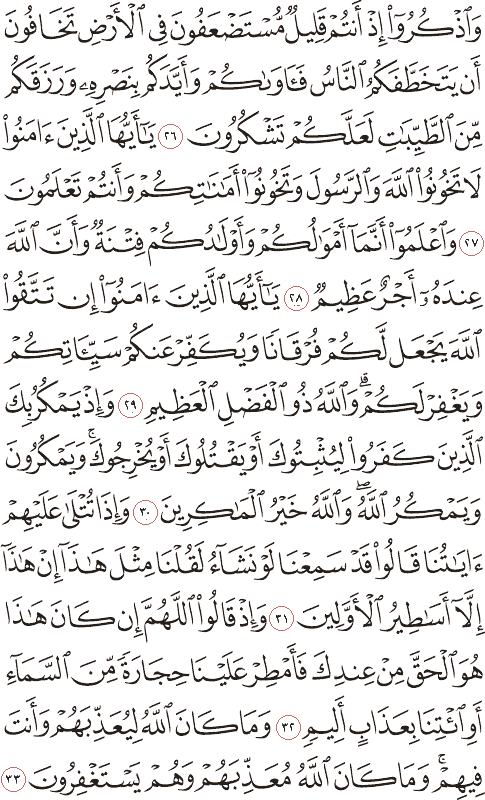 وَٱذۡكُرُوٓاْ إِذۡ أَنتُمۡ قَلِيلٞ مُّسۡتَضۡعَفُونَ فِي ٱلۡأَرۡضِ تَخَافُونَ
أَن يَتَخَطَّفَكُمُ ٱلنَّاسُ فَـَٔاوَىٰكُمۡ وَأَيَّدَكُم بِنَصۡرِهِۦ وَرَزَقَكُم
مِّنَ ٱلطَّيِّبَٰتِ لَعَلَّكُمۡ تَشۡكُرُونَ ٢٦ يَٰٓأَيُّهَا ٱلَّذِينَ ءَامَنُواْ
لَا تَخُونُواْ ٱللَّهَ وَٱلرَّسُولَ وَتَخُونُوٓاْ أَمَٰنَٰتِكُمۡ وَأَنتُمۡ تَعۡلَمُونَ
٢٧ وَٱعۡلَمُوٓاْ أَنَّمَآ أَمۡوَٰلُكُمۡ وَأَوۡلَٰدُكُمۡ فِتۡنَةٞ وَأَنَّ ٱللَّهَ
عِندَهُۥٓ أَجۡرٌ عَظِيمٞ ٢٨ يَٰٓأَيُّهَا ٱلَّذِينَ ءَامَنُوٓاْ إِن تَتَّقُواْ
ٱللَّهَ يَجۡعَل لَّكُمۡ فُرۡقَانٗا وَيُكَفِّرۡ عَنكُمۡ سَيِّـَٔاتِكُمۡ
وَيَغۡفِرۡ لَكُمۡۗ وَٱللَّهُ ذُو ٱلۡفَضۡلِ ٱلۡعَظِيمِ ٢٩ وَإِذۡ يَمۡكُرُ بِكَ
ٱلَّذِينَ كَفَرُواْ لِيُثۡبِتُوكَ أَوۡ يَقۡتُلُوكَ أَوۡ يُخۡرِجُوكَۚ وَيَمۡكُرُونَ
وَيَمۡكُرُ ٱللَّهُۖ وَٱللَّهُ خَيۡرُ ٱلۡمَٰكِرِينَ ٣٠ وَإِذَا تُتۡلَىٰ عَلَيۡهِمۡ
ءَايَٰتُنَا قَالُواْ قَدۡ سَمِعۡنَا لَوۡ نَشَآءُ لَقُلۡنَا مِثۡلَ هَٰذَآ إِنۡ هَٰذَآ
إِلَّآ أَسَٰطِيرُ ٱلۡأَوَّلِينَ ٣١ وَإِذۡ قَالُواْ ٱللَّهُمَّ إِن كَانَ هَٰذَا
هُوَ ٱلۡحَقَّ مِنۡ عِندِكَ فَأَمۡطِرۡ عَلَيۡنَا حِجَارَةٗ مِّنَ ٱلسَّمَآءِ
أَوِ ٱئۡتِنَا بِعَذَابٍ أَلِيمٖ ٣٢ وَمَا كَانَ ٱللَّهُ لِيُعَذِّبَهُمۡ وَأَنتَ
فِيهِمۡۚ وَمَا كَانَ ٱللَّهُ مُعَذِّبَهُمۡ وَهُمۡ يَسۡتَغۡفِرُونَ ٣٣